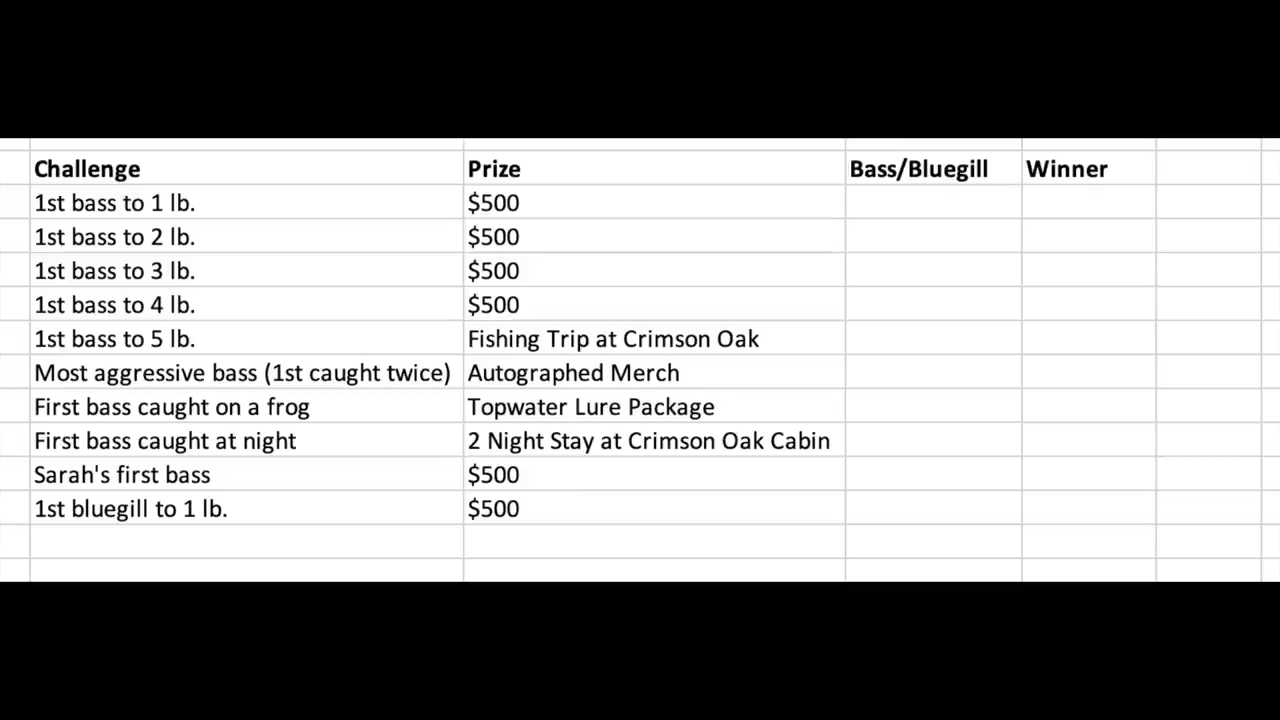 Challenge Prize Bass/Bluegill Winner
1st bass to 1 lb. $500
1st bass to 2 lb. $500
1st bass to 3 lb. $500
1st bass to 4 lb. $500
1st bass to 5 lb. Fishing Trip at Crimson Oak
Most aggressive bass (1st caught twice) Autographed Merch
First bass caught on a frog Topwater Lure Package
First bass caught at night 2 Night Stay at Crimson Oak Cabin
Sarah's first bass $500
1st bluegill to 1 lb. $500